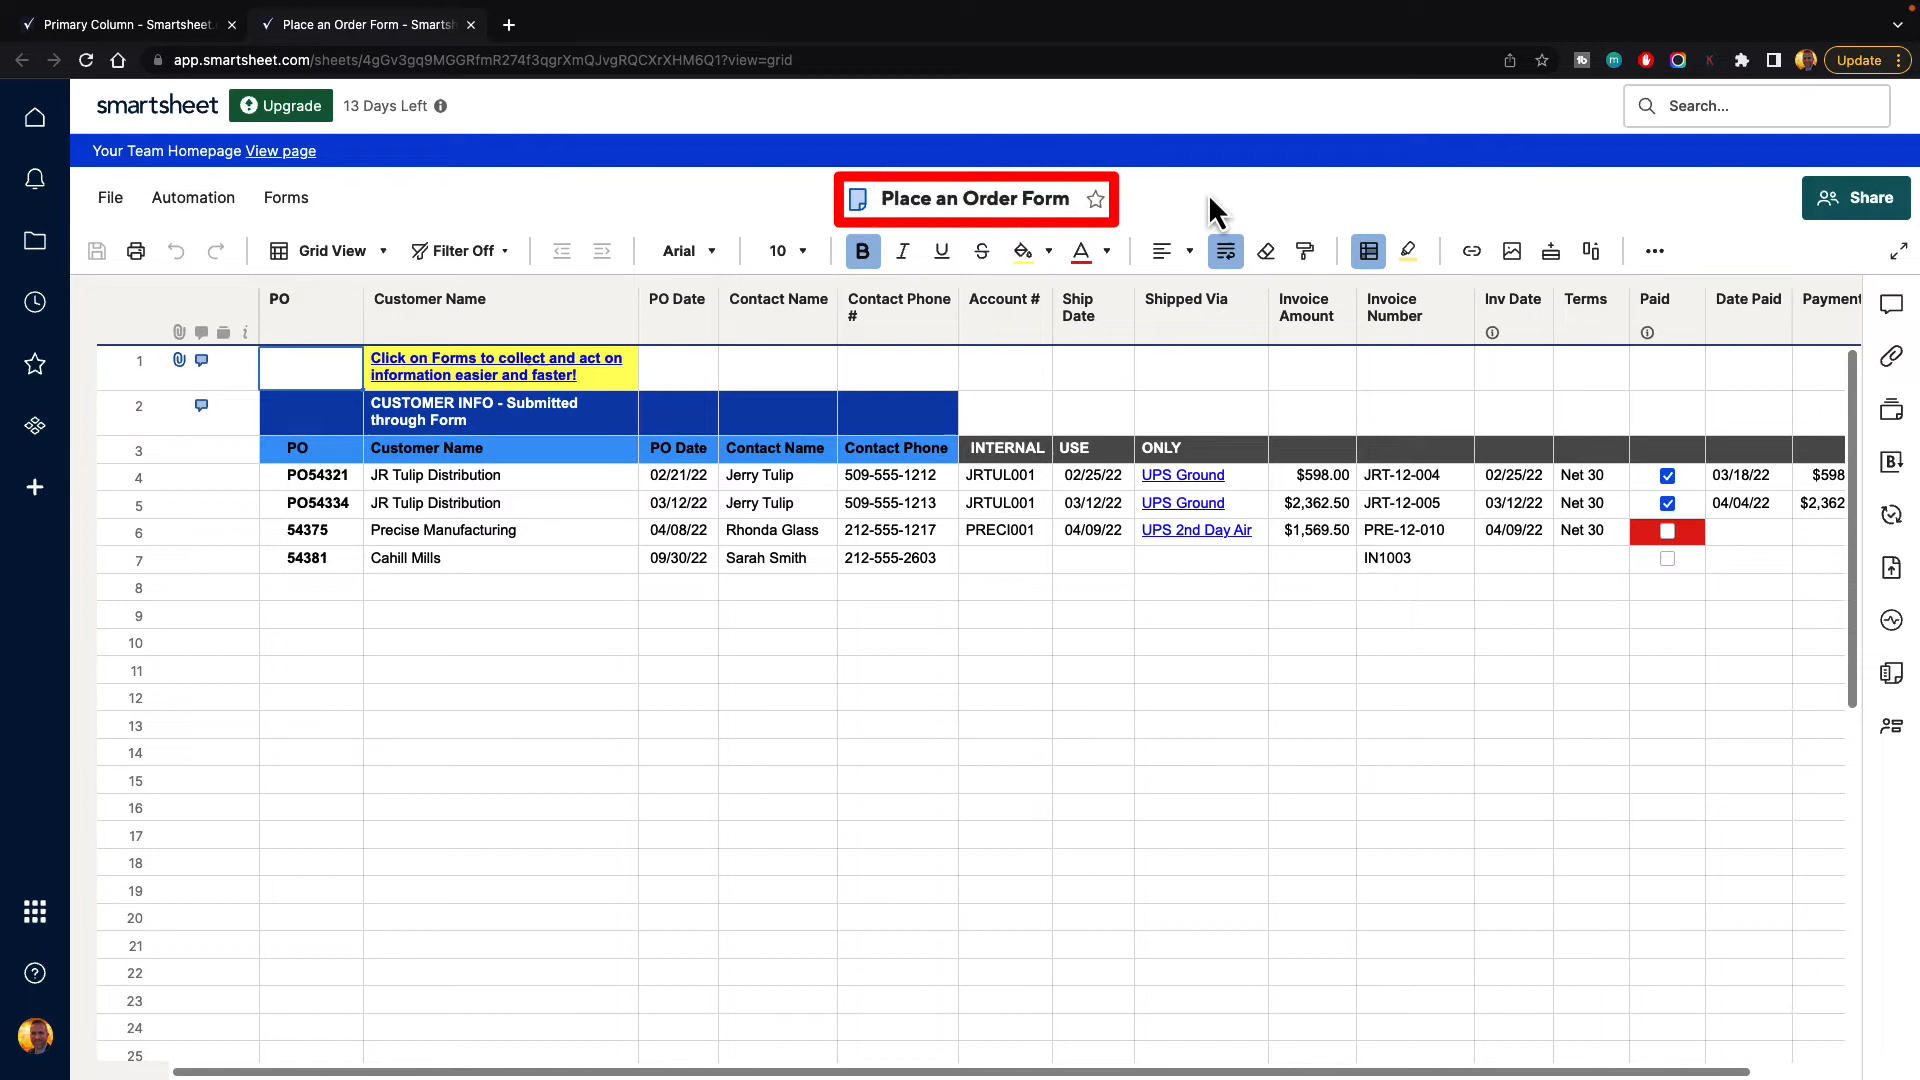 Primary Column - Smartsheet.
Place an Order Form - Smarts
app.smartsheet.com/sheets/4gGv3gq9MGGRfmR274f3qgrXmQJvgRQCXrXHM6Q1?view=grid
Update
smartsheet
Upgrade
13 Days Left
Search...
Your Team Homepage View page
File Automation Forms
Place an Order Form
Share
Grid View Filter Off Arial 10 B I U S A
PO Customer Name PO Date Contact Name Contact Phone # Account # Ship Date Shipped Via Invoice Amount Invoice Number Inv Date Terms Paid Date Paid Payment
1 Click on Forms to collect and act on
information easier and faster!
2 CUSTOMER INFO - Submitted
through Form
3 PO Customer Name PO Date Contact Name Contact Phone INTERNAL USE ONLY
4 PO54321 JR Tulip Distribution 02/21/22 Jerry Tulip 509-555-1212 JRTUL001 02/25/22 UPS Ground $598.00 JRT-12-004 02/25/22 Net 30 03/18/22 $598
5 PO54334 JR Tulip Distribution 03/12/22 Jerry Tulip 509-555-1213 JRTUL001 03/12/22 UPS Ground $2,362.50 JRT-12-005 03/12/22 Net 30 04/04/22 $2,362
6 54375 Precise Manufacturing 04/08/22 Rhonda Glass 212-555-1217 PRECI001 04/09/22 UPS 2nd Day Air $1,569.50 PRE-12-010 04/09/22 Net 30
7 54381 Cahill Mills 09/30/22 Sarah Smith 212-555-2603 IN1003
8
9
10
11
12
13
14
15
16
17
18
19
20
21
22
23
24
25